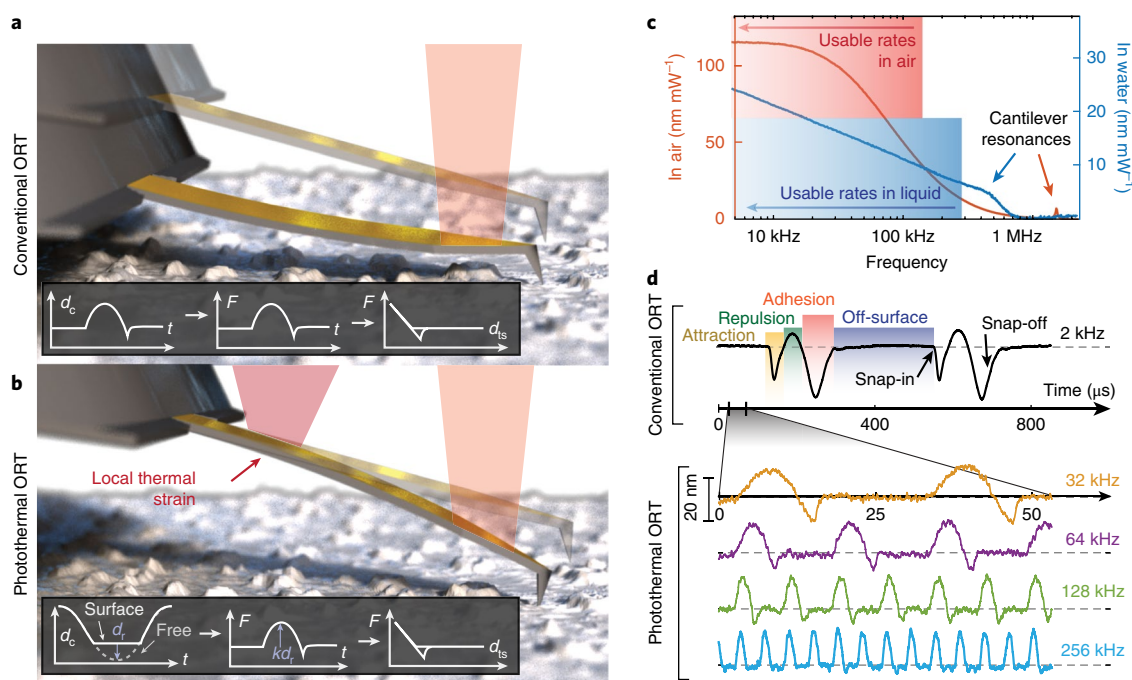 a
Conventional ORT
d_c
t
F
t
F
d_ts
b
Photothermal ORT
Local thermal
strain
Surface
d_r
Free
d_c
t
F
kd_r
t
F
d_ts
c
In air (nm mW⁻¹)
100
50
0
Usable rates
in air
Usable rates in liquid
Cantilever
resonances
30
20
10
In water (nm mW⁻¹)
10 kHz
100 kHz
1 MHz
Frequency
d
Conventional ORT
Attraction
Repulsion
Adhesion
Off-surface
Snap-in
Snap-off
2 kHz
Time (μs)
0
400
800
Photothermal ORT
20 nm
32 kHz
0
25
50
64 kHz
128 kHz
256 kHz